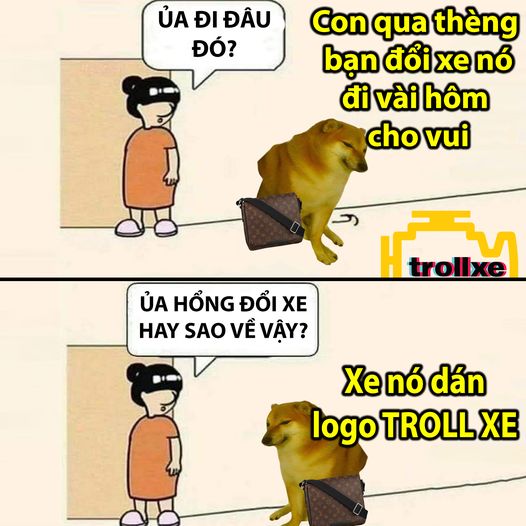 ỦA ĐI ĐÂU
ĐÓ?
Con qua thèng
bạn đổi xe nó
đi vài hôm
cho vui
trollxe
ỦA HỔNG ĐỔI XE
HAY SAO VỀ VẬY?
Xe nó dán
logo TROLL XE